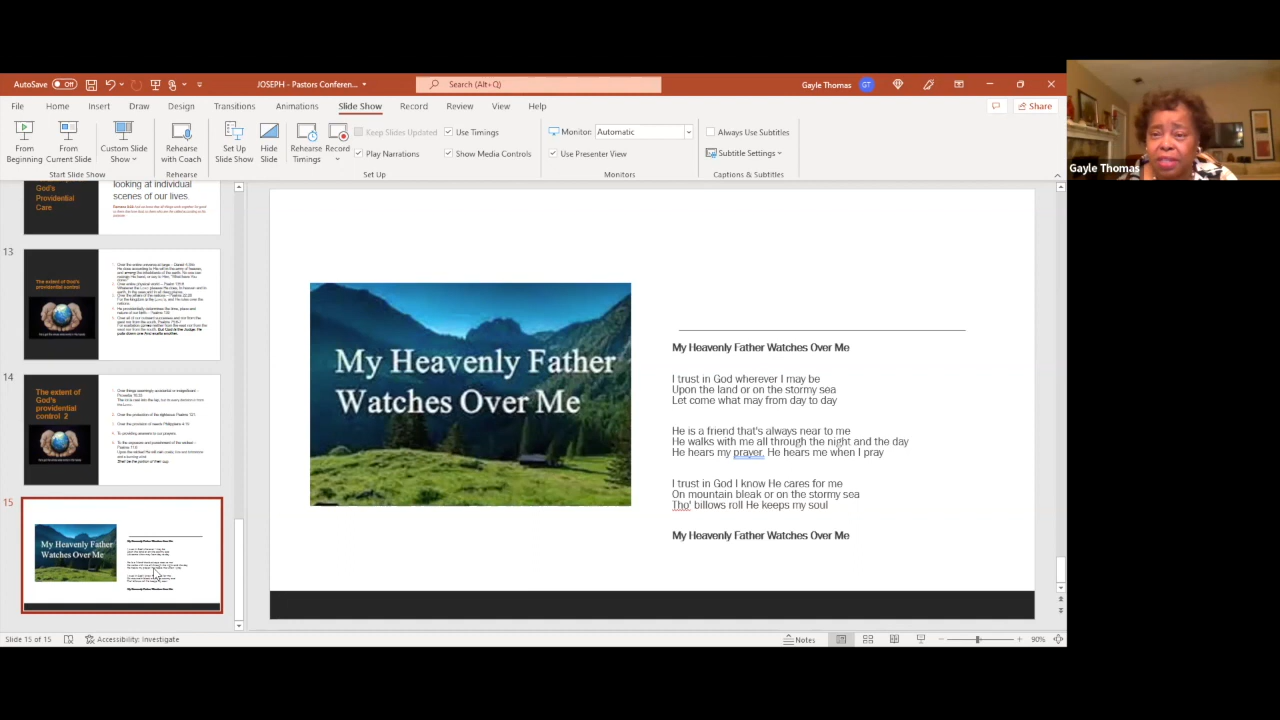 AutoSave Off
JOSEPH - Pastors Conferen...
Search (Alt+Q)
Gayle Thomas GT
File Home Insert Draw Design Transitions Animations Slide Show Record Review View Help
Share
From Beginning
From Current Slide
Custom Slide Show
Rehearse with Coach
Set Up Slide Show
Hide Slide
Rehearse Timings
Record
Keep Slides Updated
Play Narrations
Use Timings
Show Media Controls
Monitor: Automatic
Use Presenter View
Always Use Subtitles
Subtitle Settings
Start Slide Show Rehearse Set Up Monitors Captions & Subtitles
Gayle Thomas
God's
Providential
Care
looking at individual
scenes of our lives.
13
The extent of God's
providential control
14
The extent of
God's
providential
control 2
15
My Heavenly Father
Watches Over Me
My Heavenly Father
Watches Over Me
My Heavenly Father Watches Over Me
I trust in God wherever I may be
Upon the land or on the stormy sea
Let come what may from day to day
He is a friend that's always near to me
He walks with me all through the night and the day
He hears my prayer. He hears me when I pray
I trust in God I know He cares for me
On mountain bleak or on the stormy sea
Tho' billows roll He keeps my soul
My Heavenly Father Watches Over Me
Slide 15 of 15
Accessibility: Investigate
Notes
90%